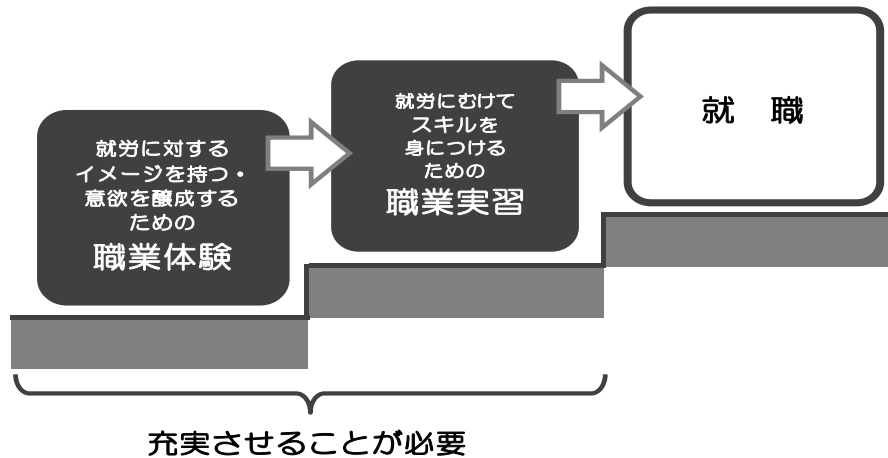 就労に対する
イメージを持つ・
意欲を醸成する
ための
職業体験
就労にむけて
スキルを
身につける
ための
職業実習
就　職
充実させることが必要